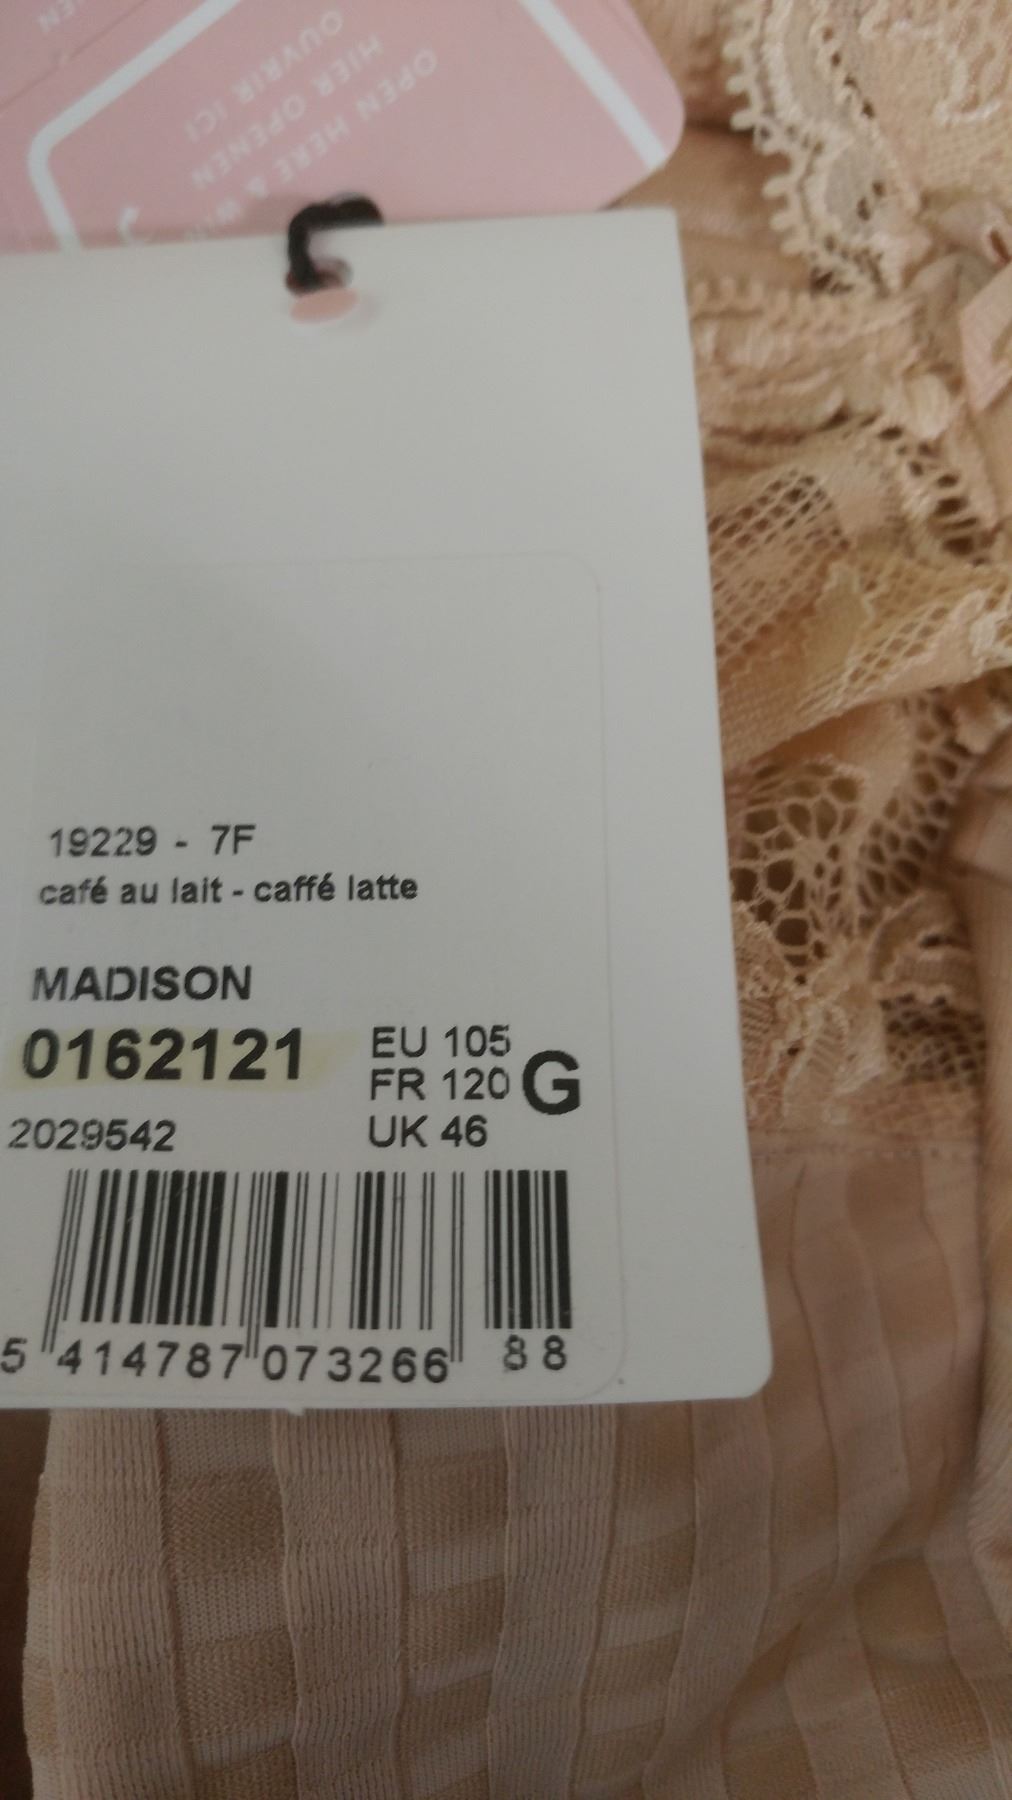 OPEN HERE &
HIER OPENEN
OUVRIR ICI
19229 - 7F
café au lait - caffé latte
MADISON
0162121
EU 105
FR 120
G
UK 46
2029542
5 414787 073266 88